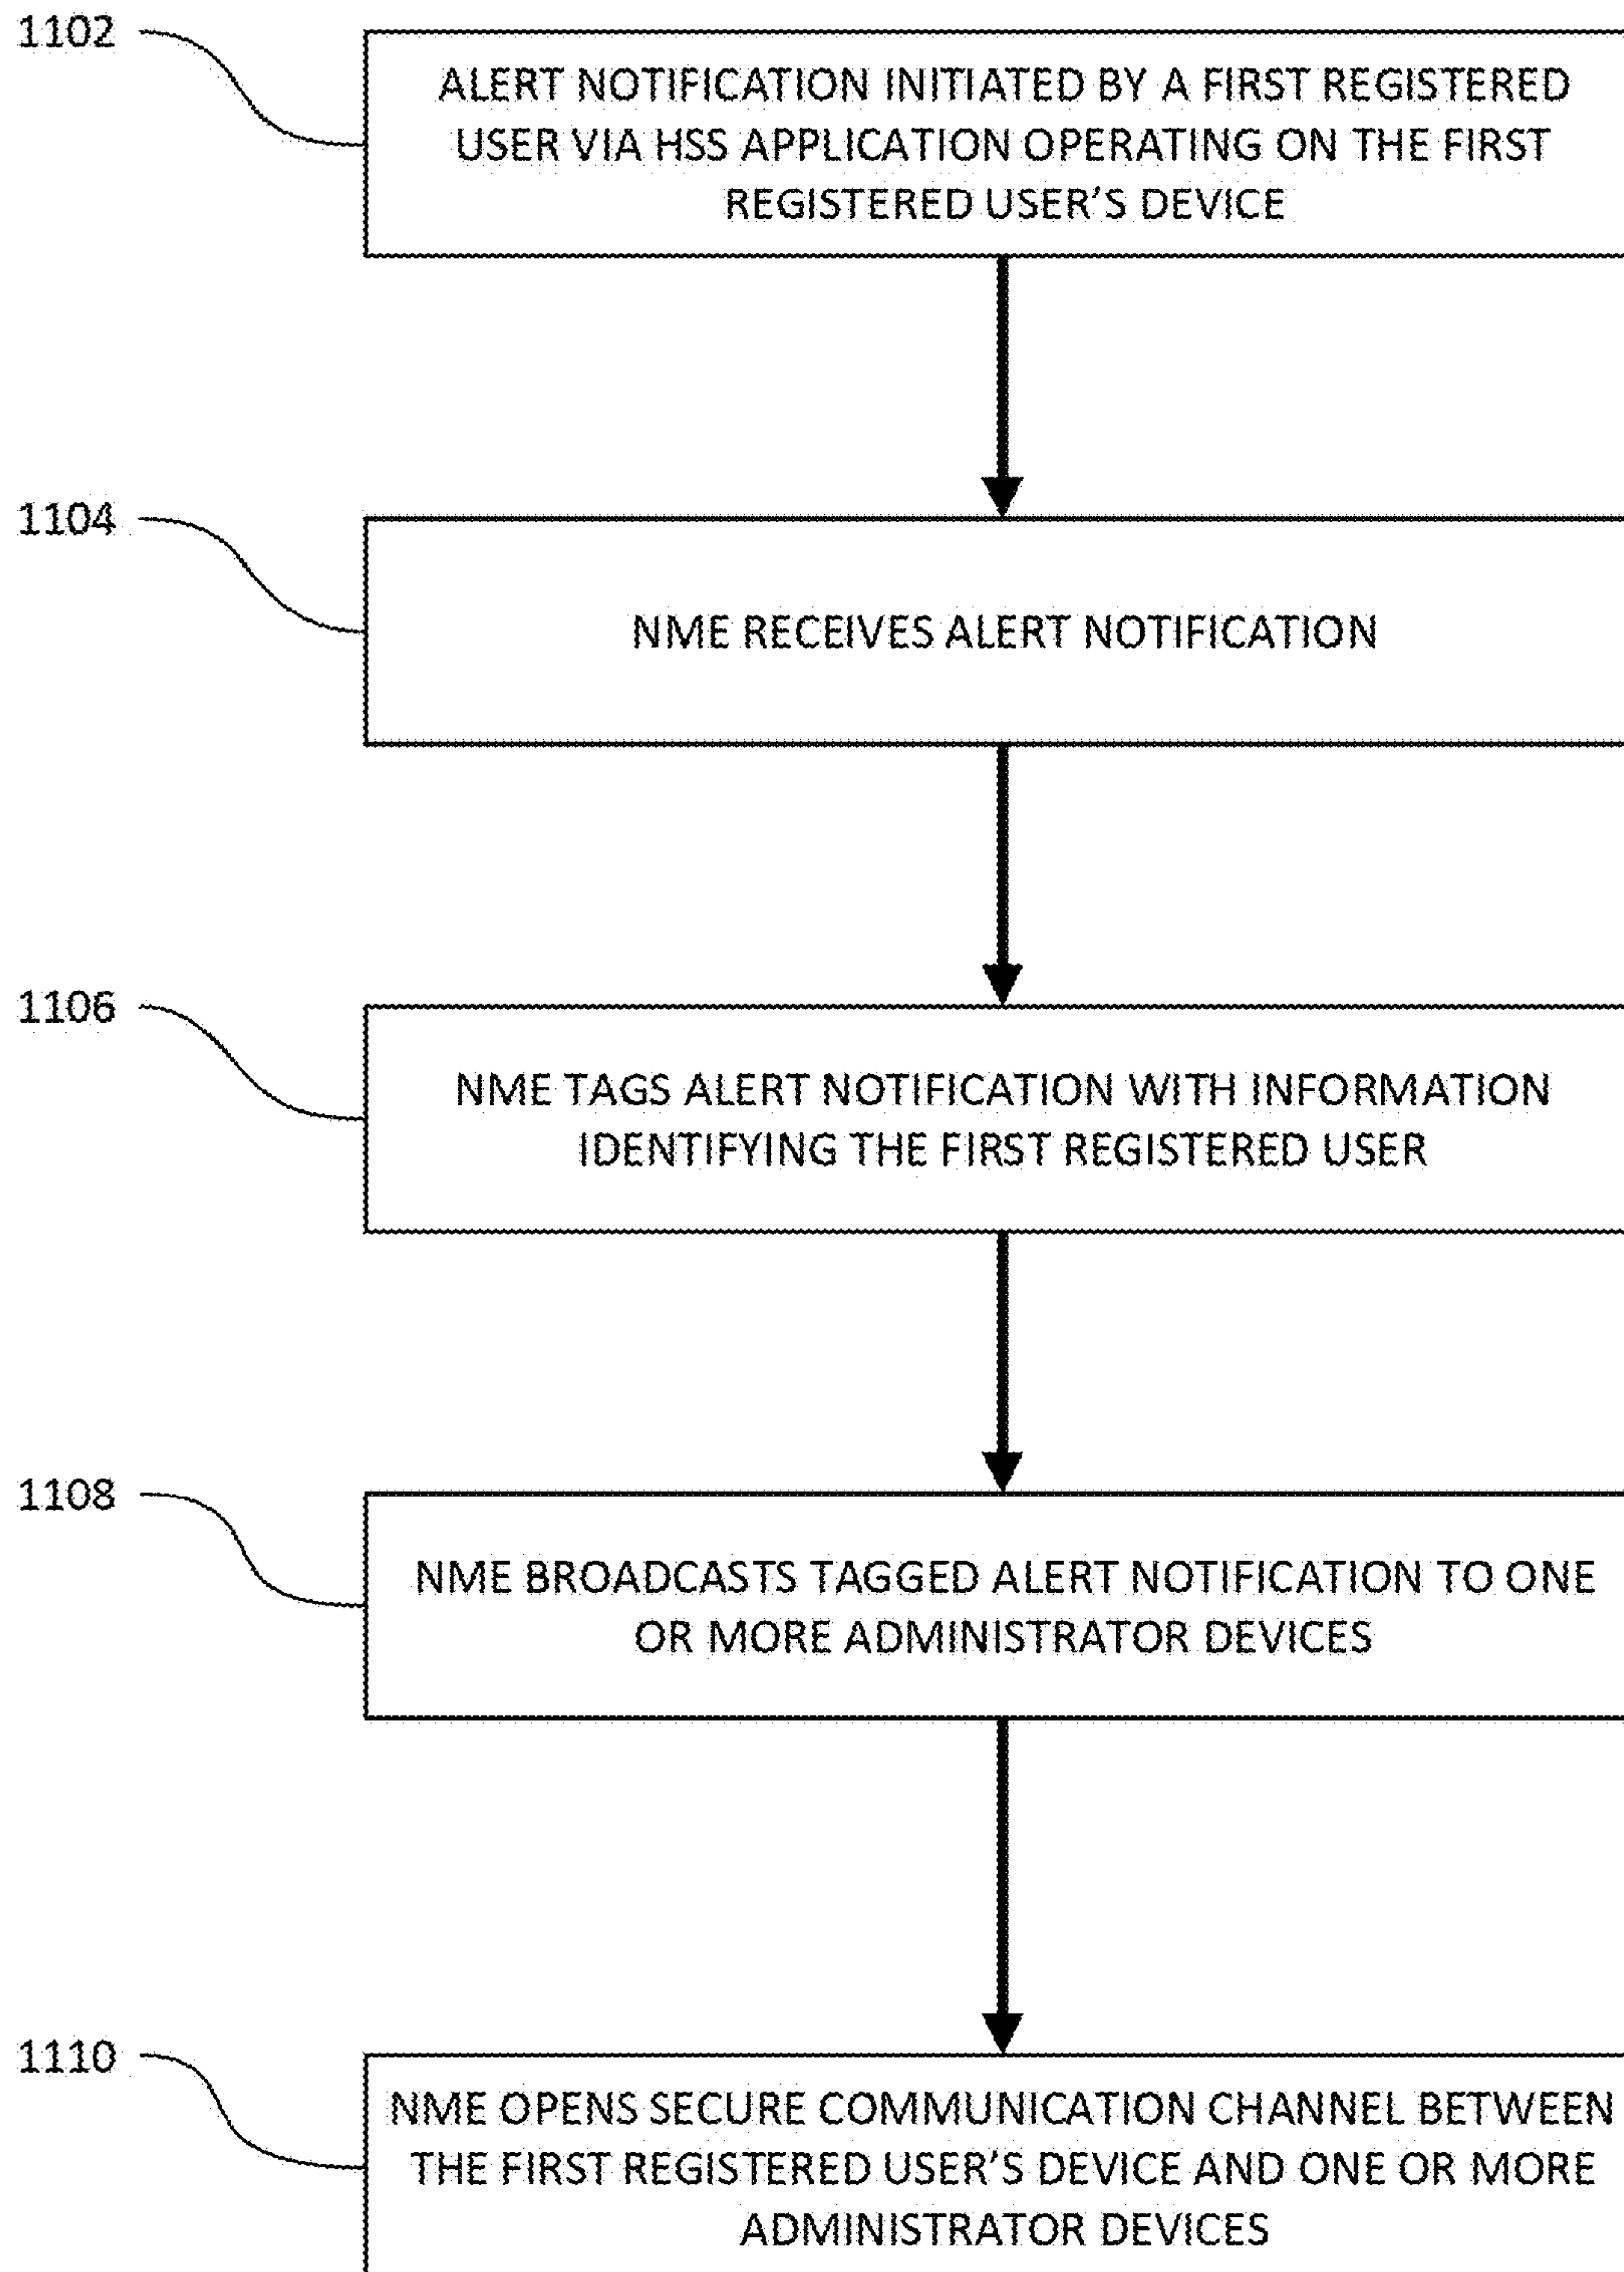 1102
ALERT NOTIFICATION INITIATED BY A FIRST REGISTERED
USER VIA HSS APPLICATION OPERATING ON THE FIRST
REGISTERED USER'S DEVICE
1104
NME RECEIVES ALERT NOTIFICATION
1106
NME TAGS ALERT NOTIFICATION WITH INFORMATION
IDENTIFYING THE FIRST REGISTERED USER
1108
NME BROADCASTS TAGGED ALERT NOTIFICATION TO ONE
OR MORE ADMINISTRATOR DEVICES
1110
NME OPENS SECURE COMMUNICATION CHANNEL BETWEEN
THE FIRST REGISTERED USER'S DEVICE AND ONE OR MORE
ADMINISTRATOR DEVICES